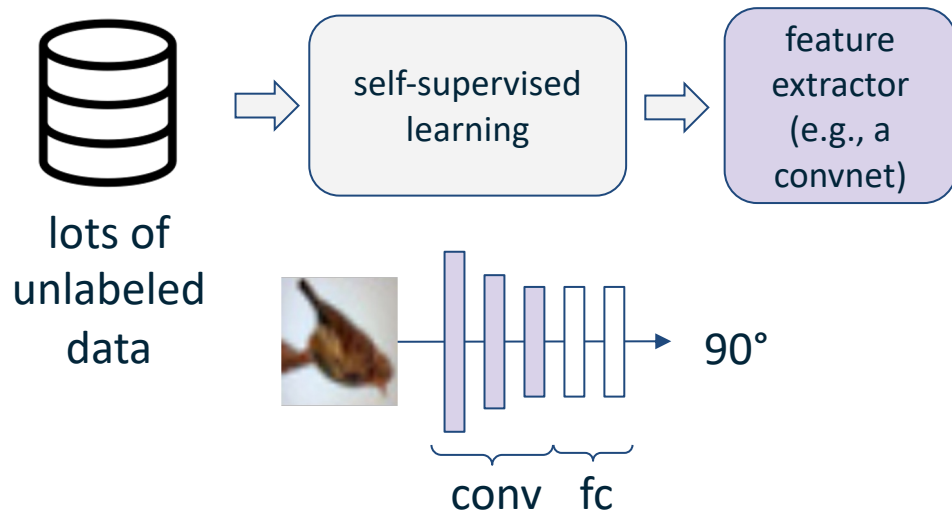 self-supervised
learning
feature
extractor
(e.g., a
convnet)
lots of
unlabeled
data
90°
conv
fc